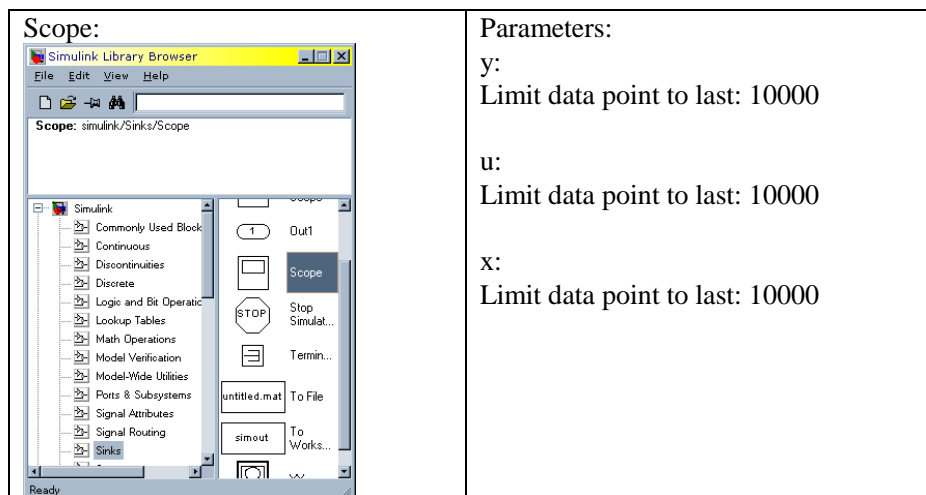 Scope:
Simulink Library Browser
File Edit View Help
Scope: simulink/Sinks/Scope
Simulink
Commonly Used Block
Continuous
Discontinuities
Discrete
Logic and Bit Operatic
Lookup Tables
Math Operations
Model Verification
Model-Wide Utilities
Ports & Subsystems
Signal Attributes
Signal Routing
Sinks
1 Out1
Scope
STOP Stop
Simulat...
Termin...
untitled.mat To File
simout To
Works...
Ready
Parameters:
y:
Limit data point to last: 10000
u:
Limit data point to last: 10000
x:
Limit data point to last: 10000